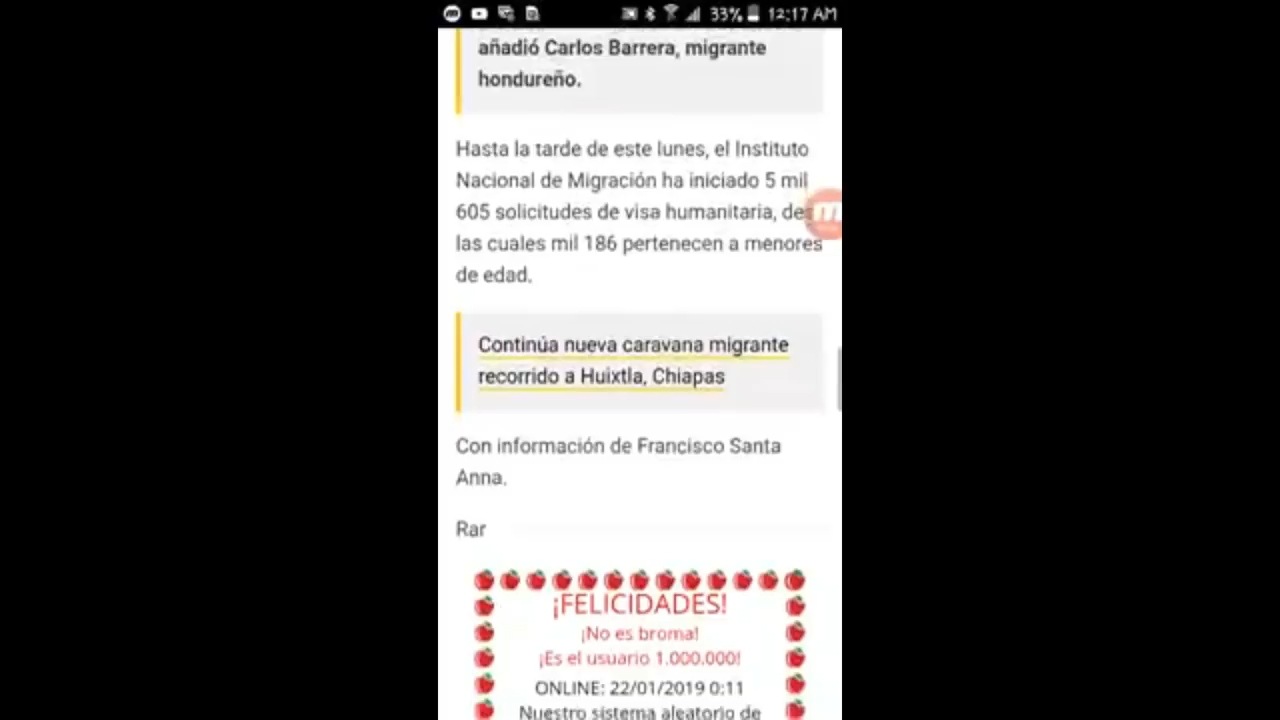 33% 12:17 AM
añadió Carlos Barrera, migrante
hondureño.
Hasta la tarde de este lunes, el Instituto
Nacional de Migración ha iniciado 5 mil
605 solicitudes de visa humanitaria, de
las cuales mil 186 pertenecen a menores
de edad.
Continúa nueva caravana migrante
recorrido a Huixtla, Chiapas
Con información de Francisco Santa
Anna.
Rar
¡FELICIDADES!
¡No es broma!
¡Es el usuario 1.000.000!
ONLINE: 22/01/2019 0:11
Nuestro sistema aleatorio de